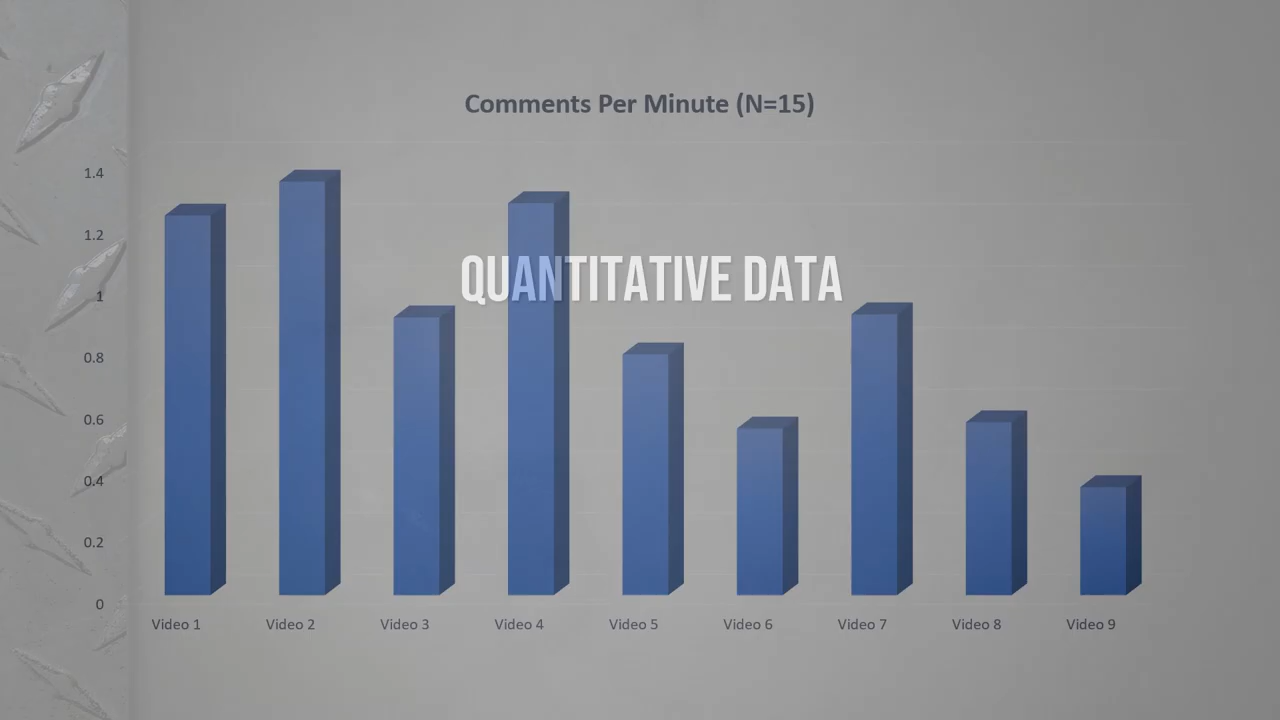 Comments Per Minute (N=15)
1.4
1.2
QUANTITATIVE DATA
1
0.8
0.6
0.4
0.2
0
Video 1 Video 2 Video 3 Video 4 Video 5 Video 6 Video 7 Video 8 Video 9